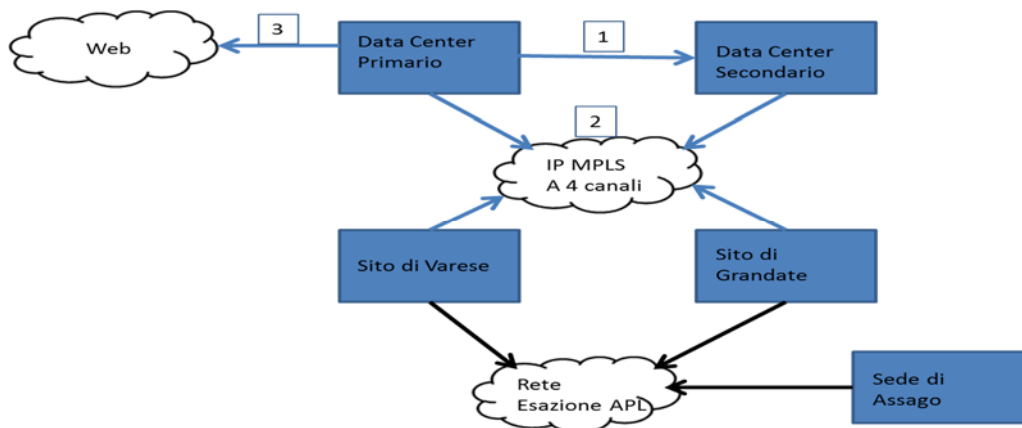 3
Web
Data Center
Primario
1
Data Center
Secondario
2
IP MPLS
A 4 canali
Sito di Varese
Sito di
Grandate
Rete
Esazione APL
Sede di
Assago